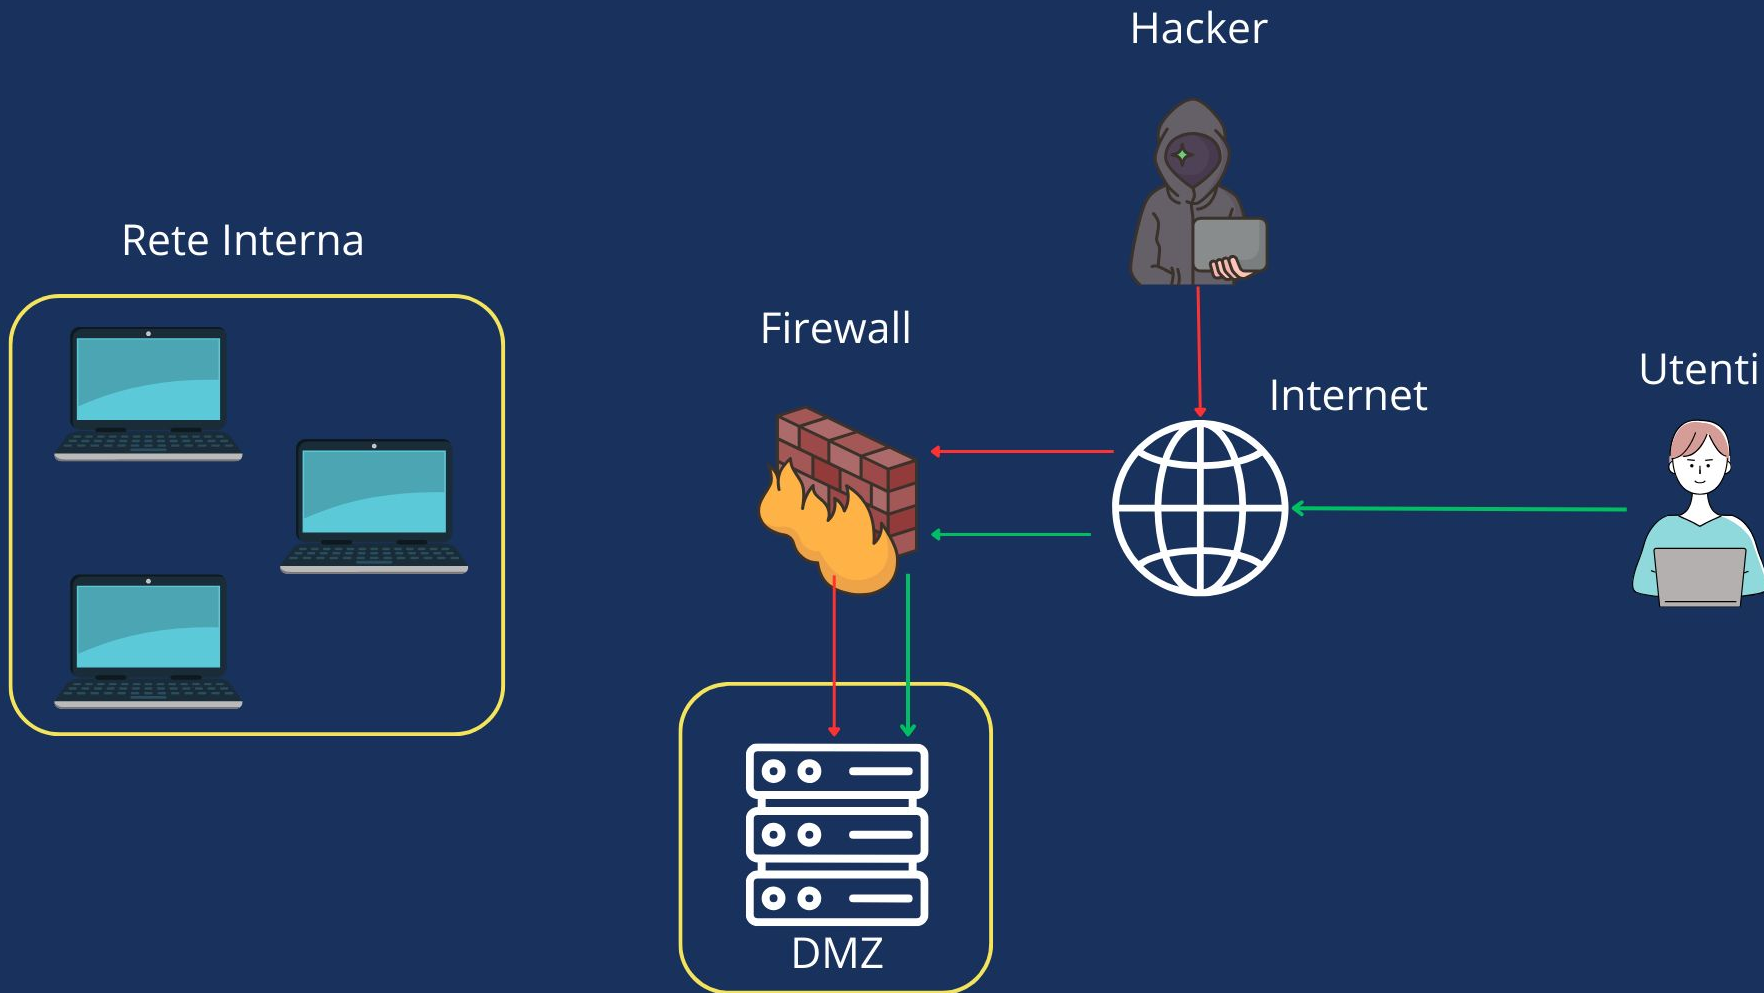 Hacker
Rete Interna
Firewall
Utenti
Internet
DMZ